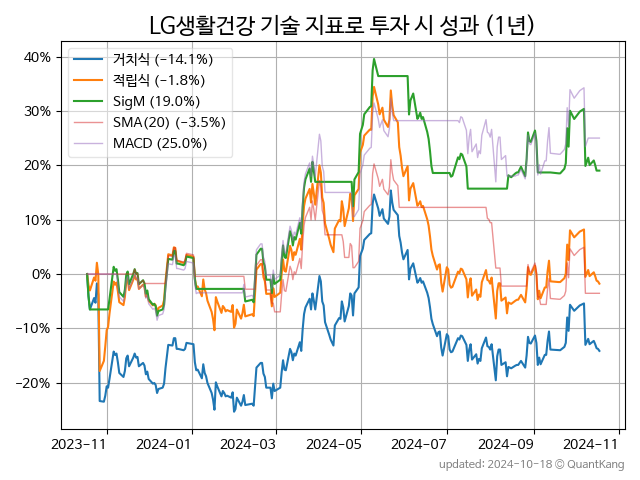 LG생활건강 기술 지표로 투자 시 성과 (1년)
거치식 (−14.1%)
적립식 (−1.8%)
SigM (19.0%)
SMA(20) (−3.5%)
MACD (25.0%)
40%
30%
20%
10%
0%
−10%
−20%
2023-11
2024-01
2024-03
2024-05
2024-07
2024-09
2024-11
updated: 2024-10-18 ⓒ QuantKang